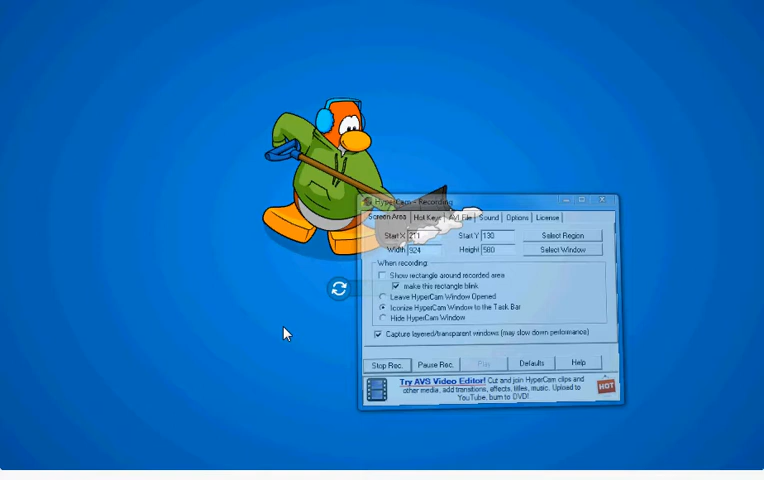 HyperCam - Recording
Screen Area Hot Keys AVI File Sound Options License
Start X 211 Start Y 130 Select Region
Width 924 Height 580 Select Window
When recording:
Show rectangle around recorded area
make this rectangle blink
Leave HyperCam Window Opened
Iconize HyperCam Window to the Task Bar
Hide HyperCam Window
Capture layered/transparent windows (may slow down performance)
Stop Rec. Pause Rec. Play Defaults Help
Try AVS Video Editor! Cut and join HyperCam clips and
other media, add transitions, effects, titles, music. Upload to
YouTube, burn to DVD!
HOT